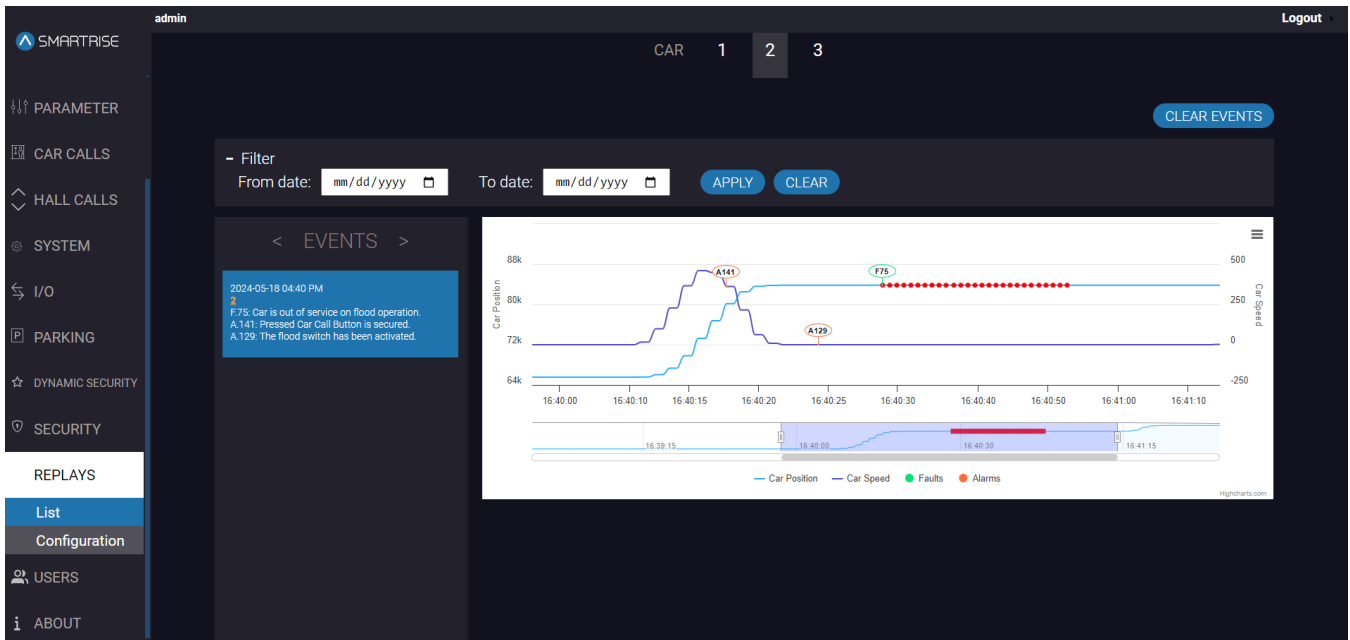 admin
Logout
SMARTRISE
CAR 1 2 3
PARAMETER
CAR CALLS
HALL CALLS
SYSTEM
I/O
PARKING
DYNAMIC SECURITY
SECURITY
REPLAYS
List
Configuration
USERS
ABOUT
CLEAR EVENTS
− Filter
From date: mm/dd/yyyy To date: mm/dd/yyyy APPLY CLEAR
< EVENTS >
2024-05-18 04:40 PM
2
F.75: Car is out of service on flood operation.
A.141: Pressed Car Call Button is secured.
A.129: The flood switch has been activated.
88k
80k
72k
64k
Car Position
500
250
0
-250
Car Speed
A141
F75
A129
16:40:00 16:40:10 16:40:15 16:40:20 16:40:25 16:40:30 16:40:40 16:40:50 16:41:00 16:41:10
16:39:15 16:40:00 16:40:30 16:41:15
Car Position Car Speed Faults Alarms
Highcharts.com